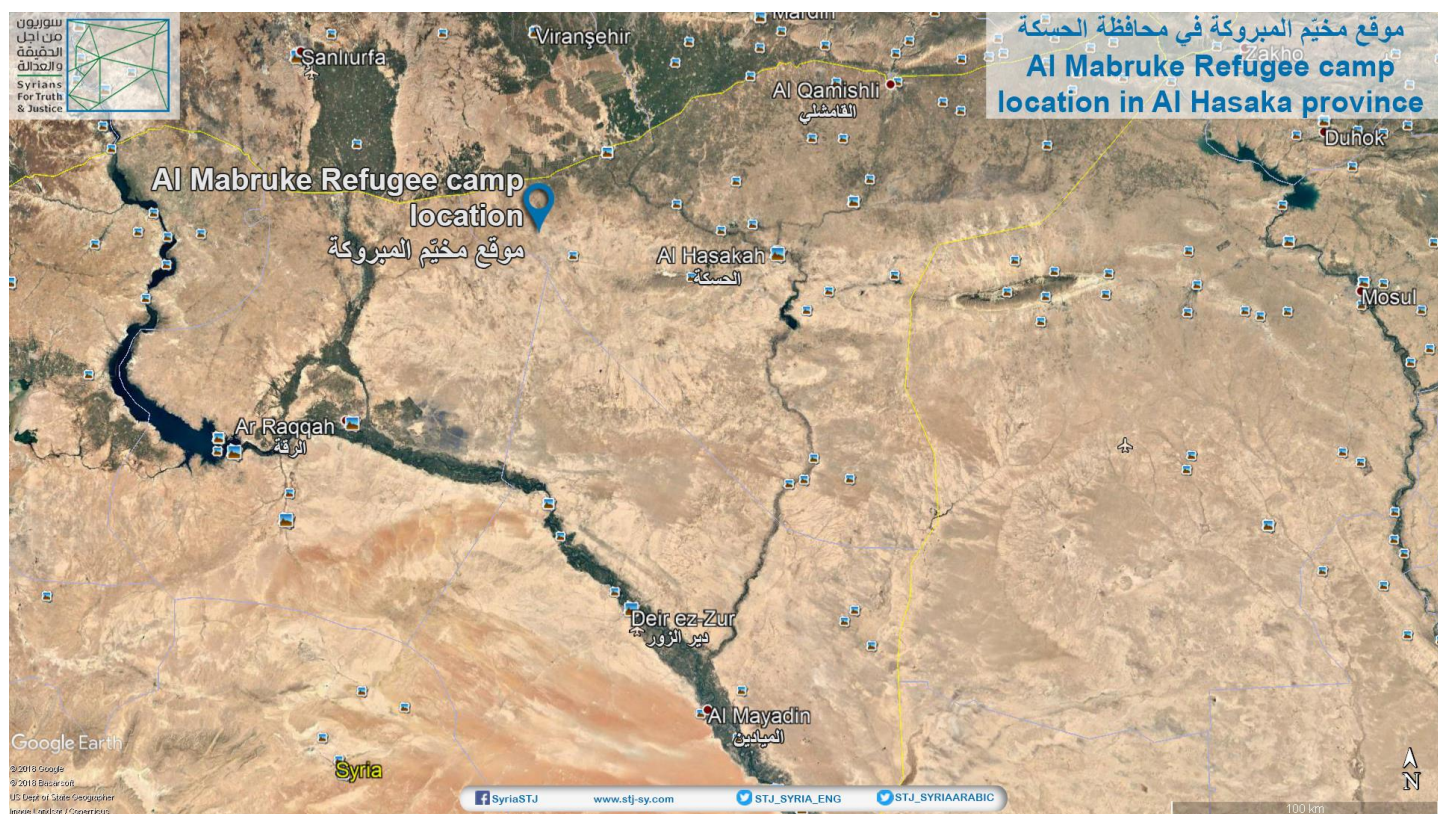 سوريون
من أجل
الحقيقة
والعدالة
Syrians
For Truth
& Justice
موقع مخيّم المبروكة في محافظة الحسكة
Al Mabruke Refugee camp
location in Al Hasaka province
Mardin
Viranşehir
Şanlıurfa
Zakho
Al Qamishli
القامشلي
Duhok
Al Mabruke Refugee camp
location
موقع مخيّم المبروكة
Al Hasakah
الحسكة
Mosul
Ar Raqqah
الرقة
Deir ez-Zur
دير الزور
Al Mayadin
الميادين
Google Earth
Syria
© 2018 Google
© 2018 Basarsoft
US Dept of State Geographer
Image Landsat / Copernicus
SyriaSTJ
www.stj-sy.com
STJ_SYRIA_ENG
STJ_SYRIAARABIC
N
100 km